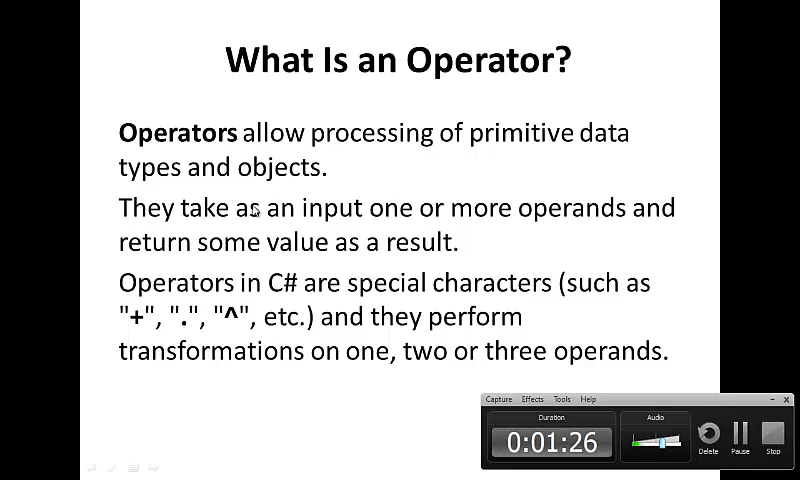 What Is an Operator?
Operators allow processing of primitive data
types and objects.
They take as an input one or more operands and
return some value as a result.
Operators in C# are special characters (such as
"+", ".", "^", etc.) and they perform
transformations on one, two or three operands.
Capture Effects Tools Help
Duration Audio
0:01:26
Delete Pause Stop